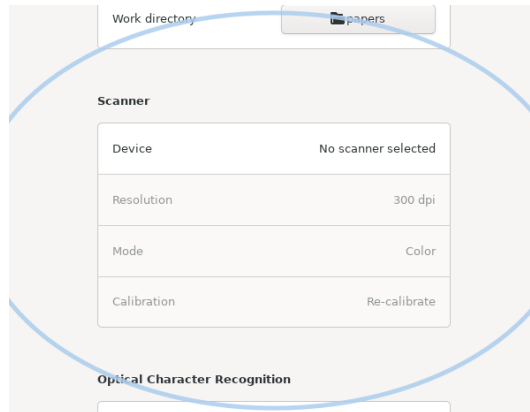 Work directory papers
Scanner
Device No scanner selected
Resolution 300 dpi
Mode Color
Calibration Re-calibrate
Optical Character Recognition